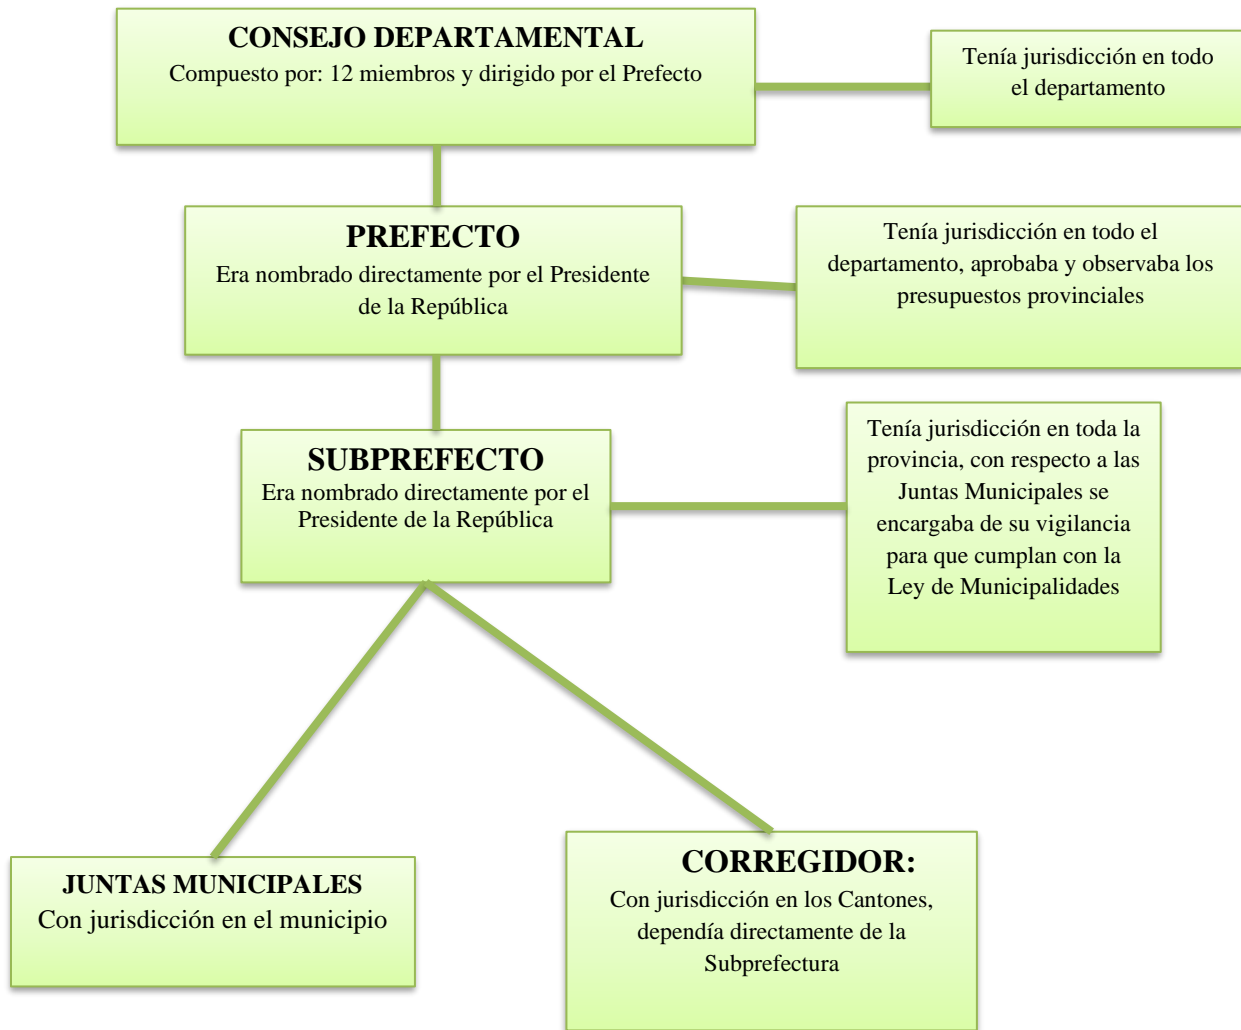 CONSEJO DEPARTAMENTAL
Compuesto por: 12 miembros y dirigido por el Prefecto
Tenía jurisdicción en todo
el departamento
PREFECTO
Era nombrado directamente por el Presidente
de la República
Tenía jurisdicción en todo el
departamento, aprobaba y observaba los
presupuestos provinciales
SUBPREFECTO
Era nombrado directamente por el
Presidente de la República
Tenía jurisdicción en toda la
provincia, con respecto a las
Juntas Municipales se
encargaba de su vigilancia
para que cumplan con la
Ley de Municipalidades
JUNTAS MUNICIPALES
Con jurisdicción en el municipio
CORREGIDOR:
Con jurisdicción en los Cantones,
dependía directamente de la
Subprefectura